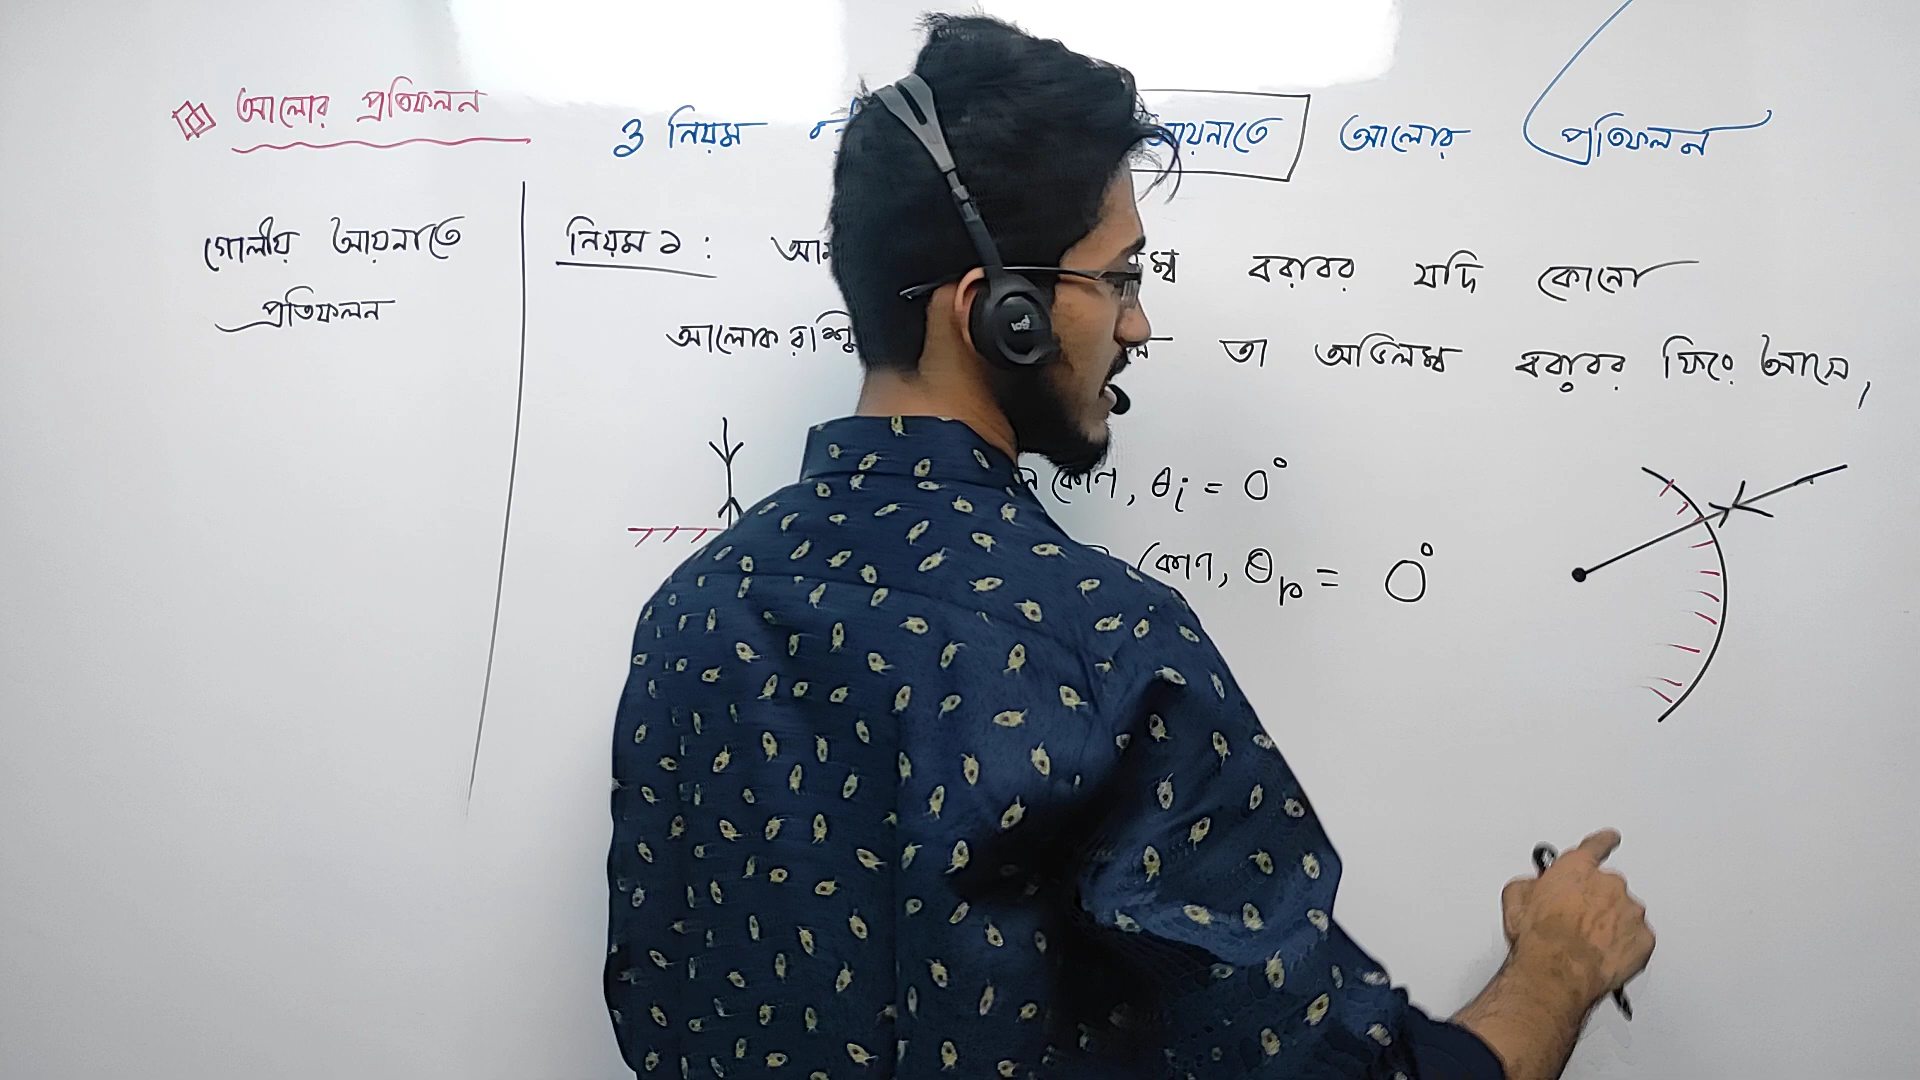 আলোর প্রতিফলন
৩ নিয়ম আয়নাতে আলোর প্রতিফলন
গোলীয় আয়নাতে
প্রতিফলন
নিয়ম ১ : বরাবর যদি কোনো
আলোক রশ্মি তা অভিলম্ব বরাবর ফিরে আসে,
কোণ, θi = 0°
কোণ, θp = 0°
logi